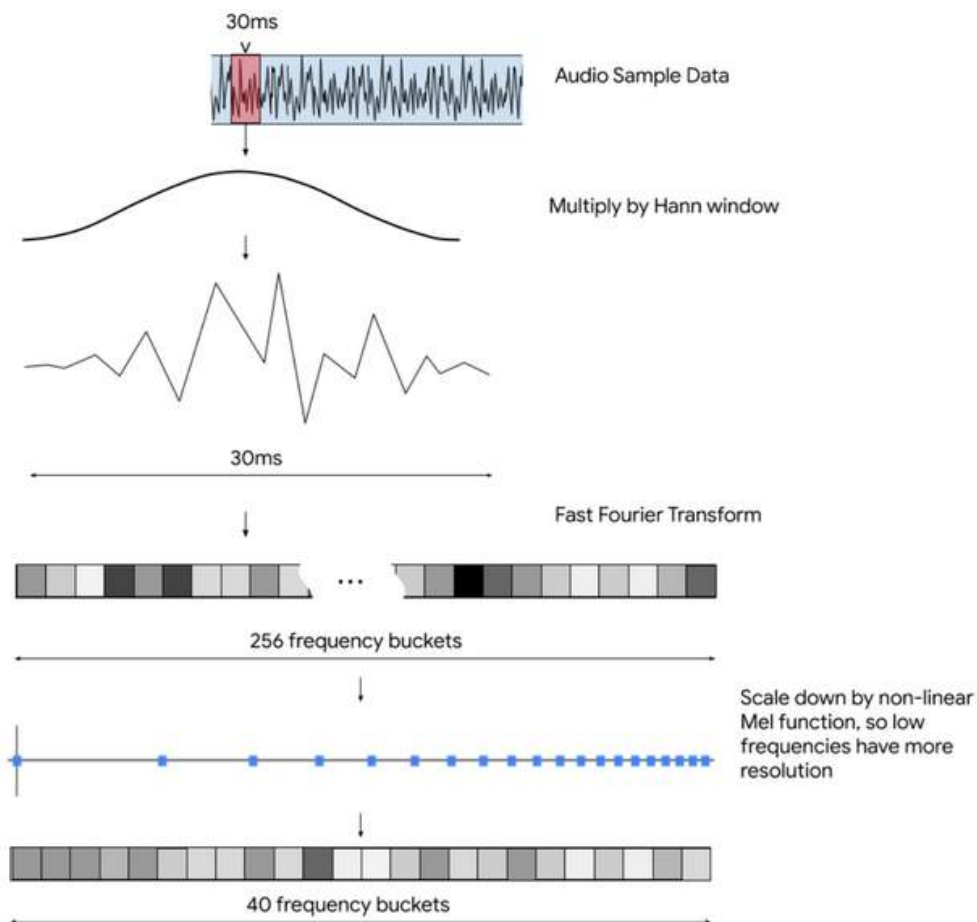 30ms
Audio Sample Data
Multiply by Hann window
30ms
Fast Fourier Transform
...
256 frequency buckets
Scale down by non-linear
Mel function, so low
frequencies have more
resolution
40 frequency buckets